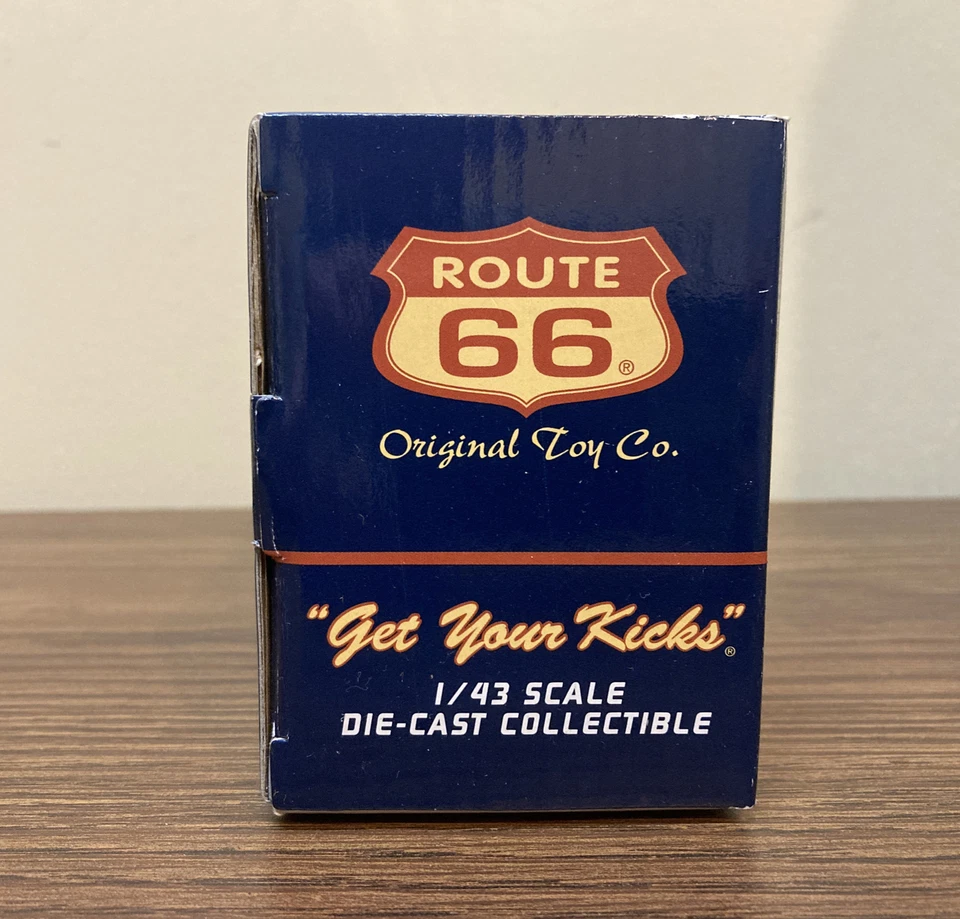 ROUTE
66®
Original Toy Co.
"Get Your Kicks"®
1/43 SCALE
DIE-CAST COLLECTIBLE